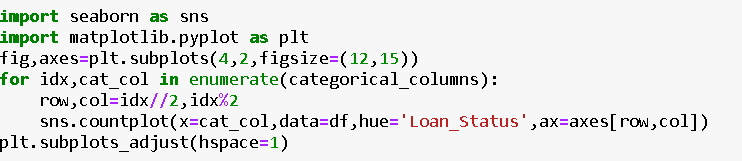 import seaborn as sns
import matplotlib.pyplot as plt
fig,axes=plt.subplots(4,2,figsize=(12,15))
for idx,cat_col in enumerate(categorical_columns):
    row,col=idx//2,idx%2
    sns.countplot(x=cat_col,data=df,hue='Loan_Status',ax=axes[row,col])
plt.subplots_adjust(hspace=1)